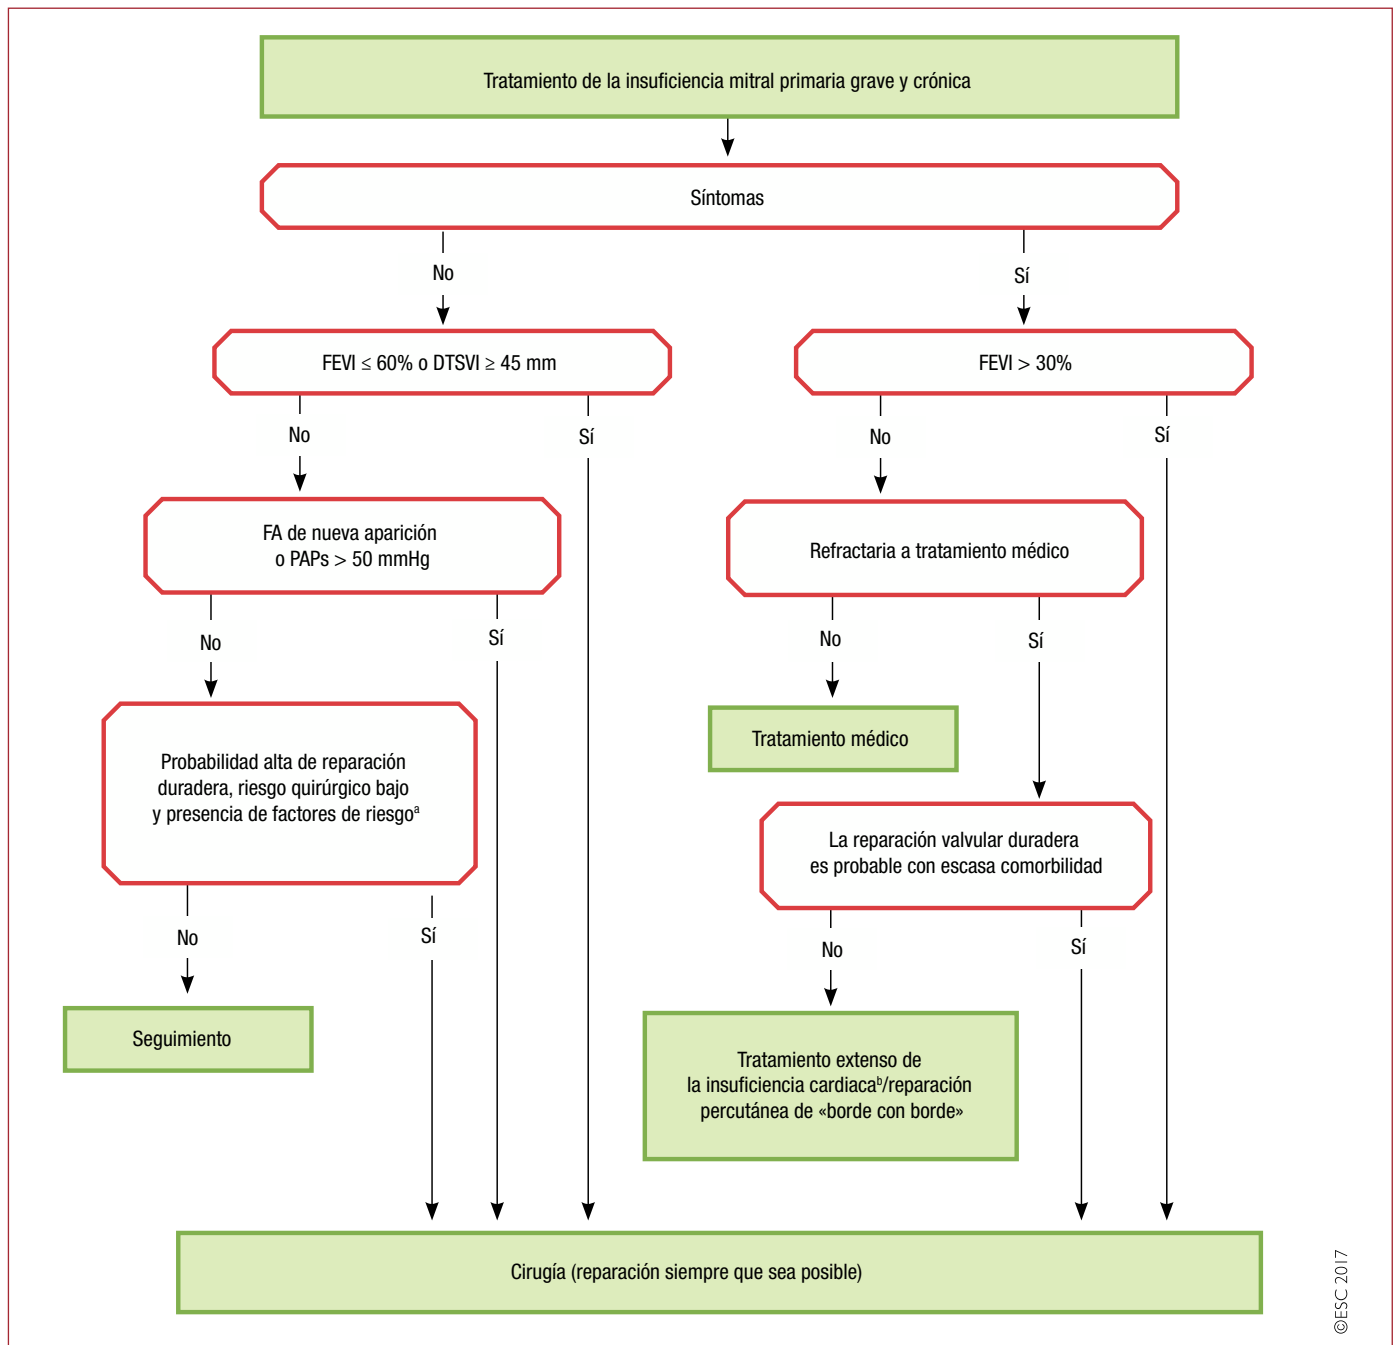 Tratamiento de la insuficiencia mitral primaria grave y crónica
Síntomas
No
Sí
FEVI ≤ 60% o DTSVI ≥ 45 mm
FEVI > 30%
No
Sí
No
Sí
FA de nueva aparición
o PAPs > 50 mmHg
Refractaria a tratamiento médico
No
Sí
No
Sí
Probabilidad alta de reparación
duradera, riesgo quirúrgico bajo
y presencia de factores de riesgoª
Tratamiento médico
La reparación valvular duradera
es probable con escasa comorbilidad
No
Sí
No
Sí
Seguimiento
Tratamiento extenso de
la insuficiencia cardiacaᵇ/reparación
percutánea de «borde con borde»
Cirugía (reparación siempre que sea posible)
©ESC 2017